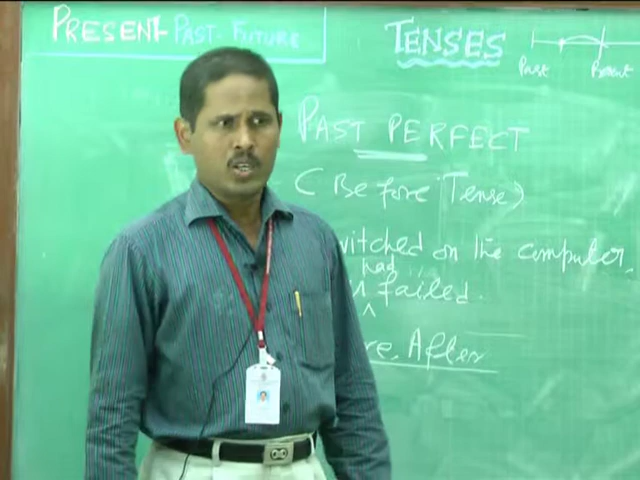 PRESENT PAST FUTURE
TENSES
Past Present
PAST PERFECT
(Before Tense)
witched on the computer.
had
failed.
re, After